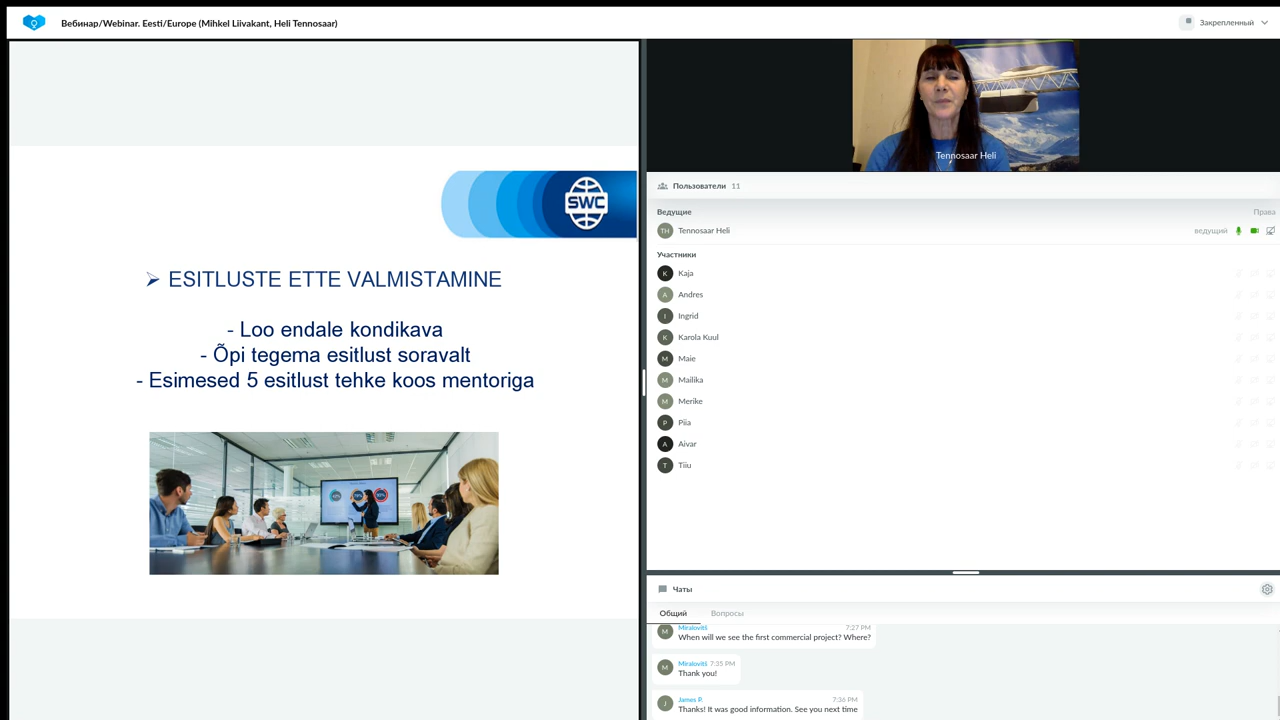 Вебинар/Webinar. Eesti/Europe (Mihkel Liivakant, Heli Tennosaar)
Закрепленный
SWC
➢ ESITLUSTE ETTE VALMISTAMINE
- Loo endale kondikava
- Õpi tegema esitlust soravalt
- Esimesed 5 esitlust tehke koos mentoriga
Tennosaar Heli
Пользователи 11
Ведущие Права
TH Tennosaar Heli ведущий
Участники
K Kaja
A Andres
I Ingrid
K Karola Kuul
M Maie
M Mailika
M Merike
P Piia
A Aivar
T Tiiu
Чаты
Общий Вопросы
M Miralovitš 7:27 PM
When will we see the first commercial project? Where?
M Miralovitš 7:35 PM
Thank you!
J James P. 7:36 PM
Thanks! It was good information. See you next time